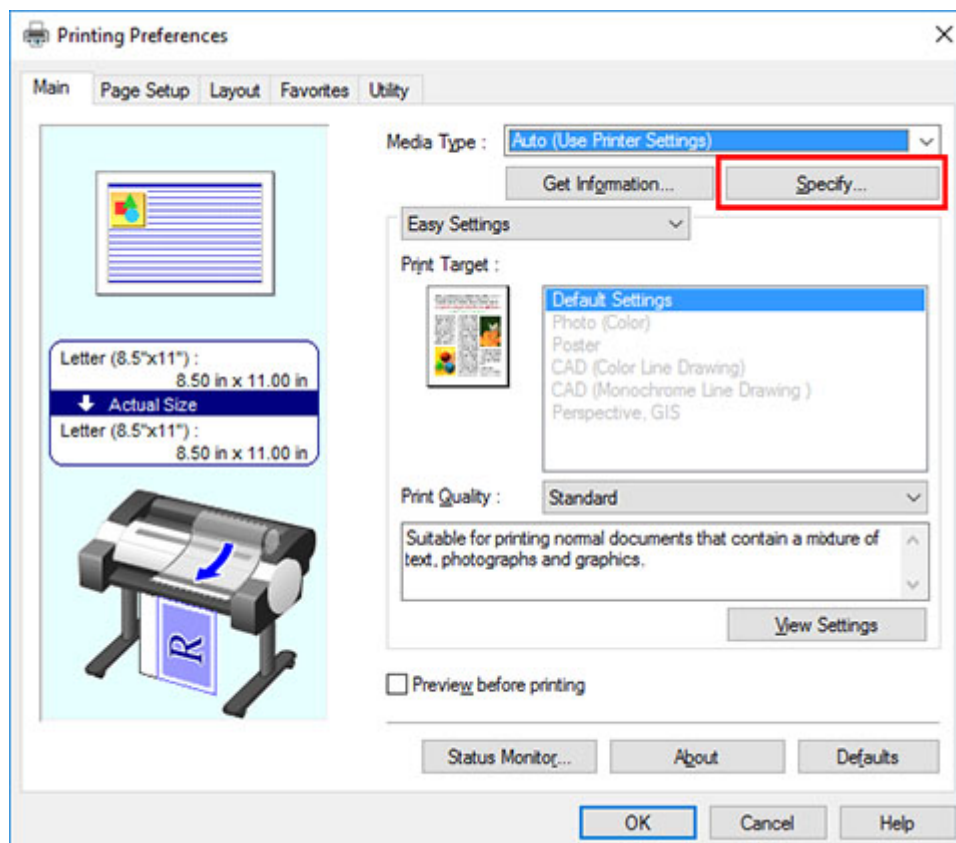 Printing Preferences
Main Page Setup Layout Favorites Utility
Media Type : Auto (Use Printer Settings)
Get Information... Specify...
Easy Settings
Print Target :
Default Settings
Photo (Color)
Poster
CAD (Color Line Drawing)
CAD (Monochrome Line Drawing )
Perspective, GIS
Letter (8.5"x11") :
8.50 in x 11.00 in
Actual Size
Letter (8.5"x11") :
8.50 in x 11.00 in
R
Print Quality : Standard
Suitable for printing normal documents that contain a mixture of
text, photographs and graphics.
View Settings
Preview before printing
Status Monitor... About Defaults
OK Cancel Help